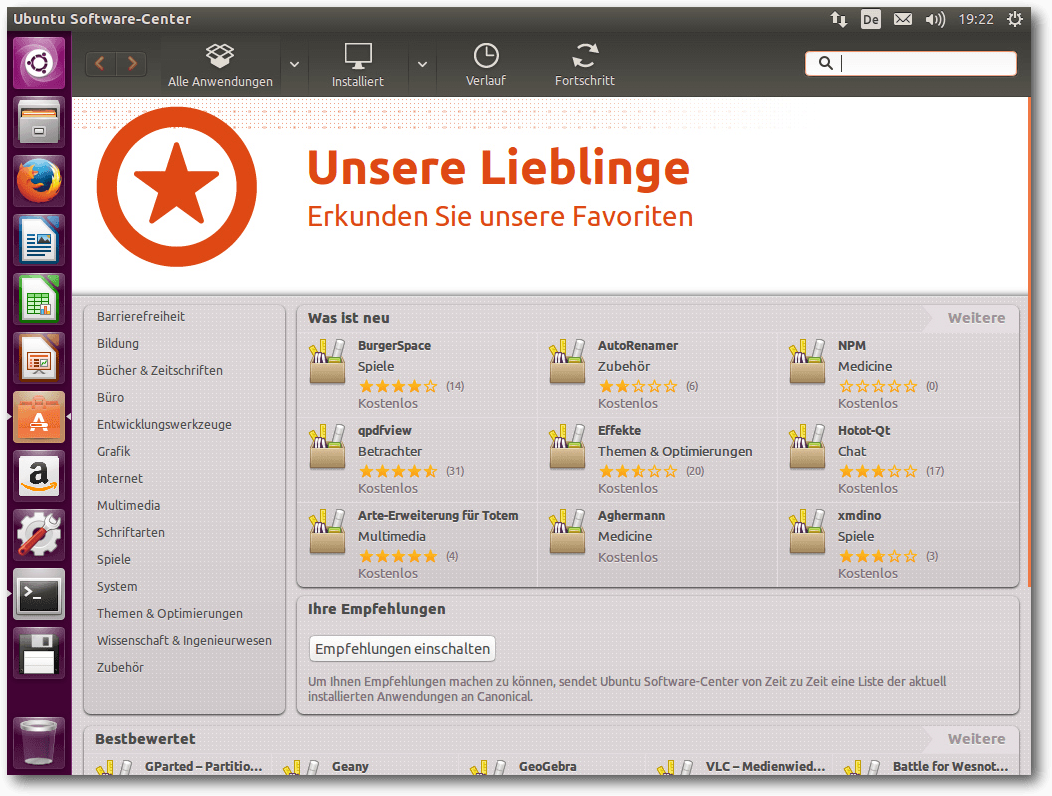 Ubuntu Software-Center
De
19:22
Alle Anwendungen
Installiert
Verlauf
Fortschritt
Unsere Lieblinge
Erkunden Sie unsere Favoriten
Barrierefreiheit
Bildung
Bücher & Zeitschriften
Büro
Entwicklungswerkzeuge
Grafik
Internet
Multimedia
Schriftarten
Spiele
System
Themen & Optimierungen
Wissenschaft & Ingenieurwesen
Zubehör
Was ist neu
Weitere
BurgerSpace
Spiele
(14)
Kostenlos
AutoRenamer
Zubehör
(6)
Kostenlos
NPM
Medicine
(0)
Kostenlos
qpdfview
Betrachter
(31)
Kostenlos
Effekte
Themen & Optimierungen
(20)
Kostenlos
Hotot-Qt
Chat
(17)
Kostenlos
Arte-Erweiterung für Totem
Multimedia
(4)
Kostenlos
Aghermann
Medicine
Kostenlos
xmdino
Spiele
(3)
Kostenlos
Ihre Empfehlungen
Empfehlungen einschalten
Um Ihnen Empfehlungen machen zu können, sendet Ubuntu Software-Center von Zeit zu Zeit eine Liste der aktuell
installierten Anwendungen an Canonical.
Bestbewertet
Weitere
GParted – Partitio...
Geany
GeoGebra
VLC – Medienwied...
Battle for Wesnot...